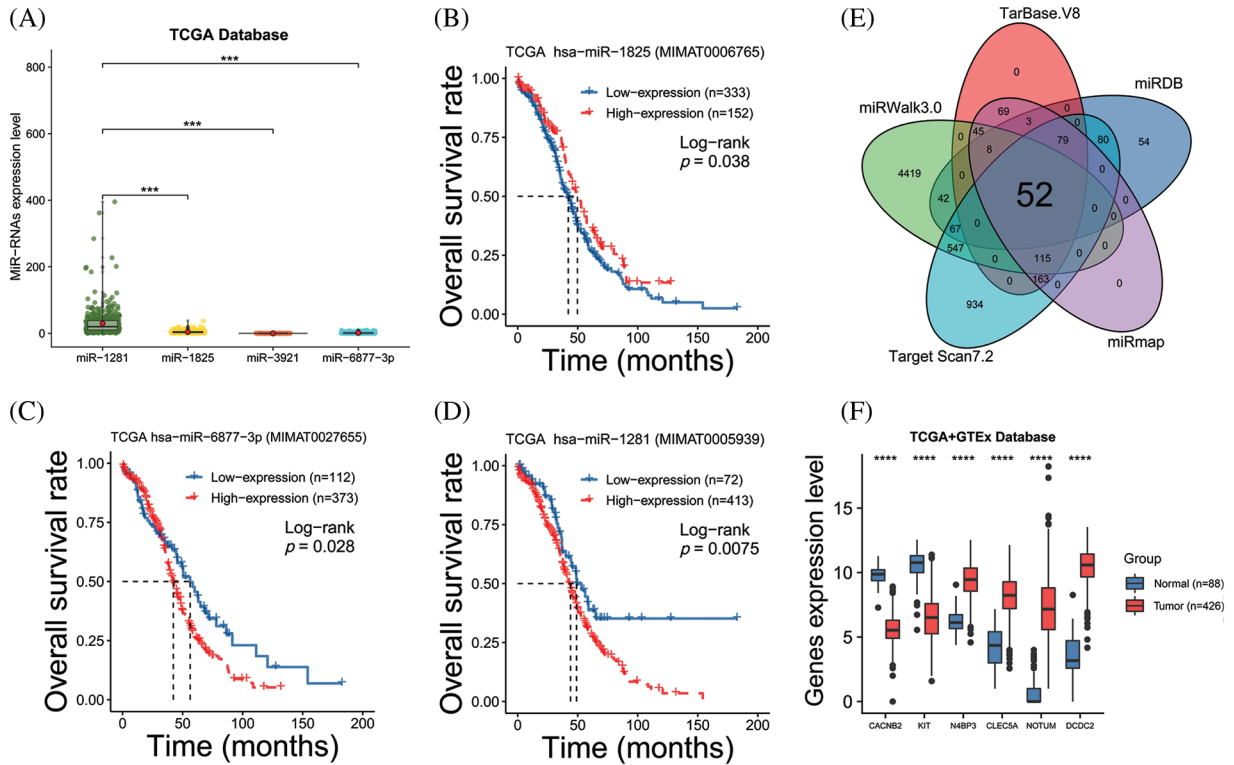 (A)
TCGA Database
MiR-RNAs expression level
800
600
400
200
0
***
***
***
miR-1281
miR-1825
miR-3921
miR-6877-3p
(B)
TCGA hsa-miR-1825 (MIMAT0006765)
Overall survival rate
1.00
0.75
0.50
0.25
0.00
Low-expression (n=333)
High-expression (n=152)
Log-rank
p = 0.038
0
50
100
150
200
Time (months)
(E)
TarBase.V8
miRDB
miRWalk3.0
Target Scan7.2
miRmap
0
69
3
0
0
45
0
8
79
80
54
4419
0
0
52
42
0
0
0
67
0
547
0
115
0
0
0
163
0
0
934
(C)
TCGA hsa-miR-6877-3p (MIMAT0027655)
Overall survival rate
1.00
0.75
0.50
0.25
0.00
Low-expression (n=112)
High-expression (n=373)
Log-rank
p = 0.028
0
50
100
150
200
Time (months)
(D)
TCGA hsa-miR-1281 (MIMAT0005939)
Overall survival rate
1.00
0.75
0.50
0.25
0.00
Low-expression (n=72)
High-expression (n=413)
Log-rank
p = 0.0075
0
50
100
150
200
Time (months)
(F)
TCGA+GTEx Database
Genes expression level
15
10
5
0
**** **** **** **** **** ****
CACNB2
KIT
N4BP3
CLEC5A
NOTUM
DCDC2
Group
Normal (n=88)
Tumor (n=426)